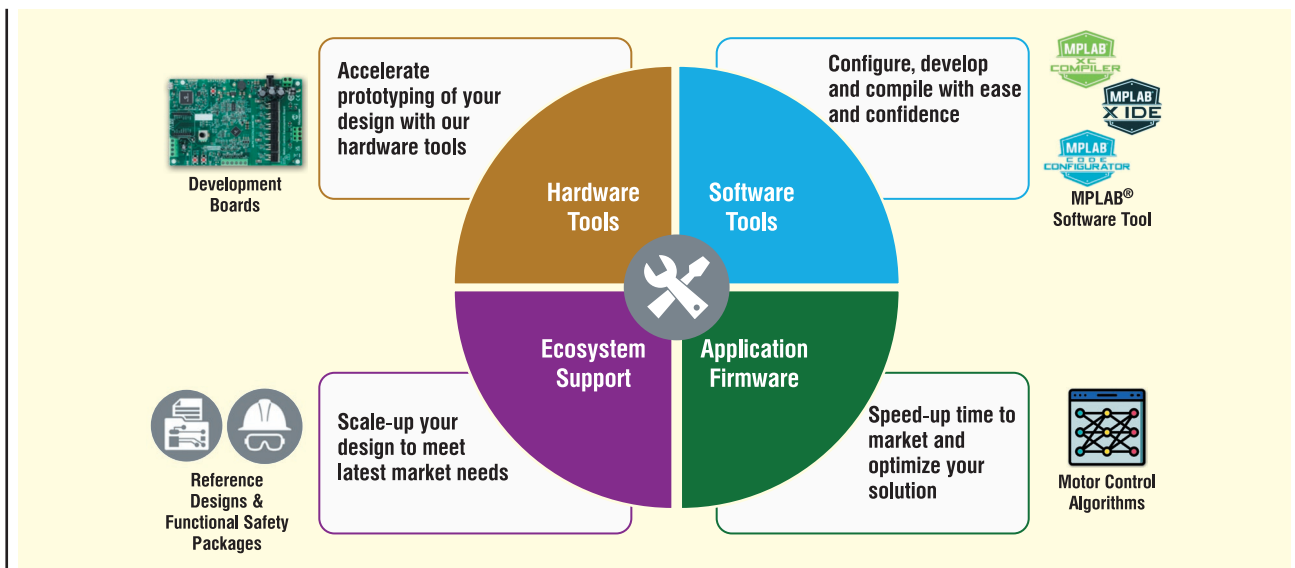 Accelerate
prototyping of your
design with our
hardware tools
Development
Boards
Hardware
Tools
Configure, develop
and compile with ease
and confidence
Software
Tools
MPLAB
XC
COMPILER
MPLAB®
X IDE
MPLAB
CODE
CONFIGURATOR
MPLAB®
Software Tool
Ecosystem
Support
Scale-up your
design to meet
latest market needs
Reference
Designs &
Functional Safety
Packages
Application
Firmware
Speed-up time to
market and
optimize your
solution
Motor Control
Algorithms